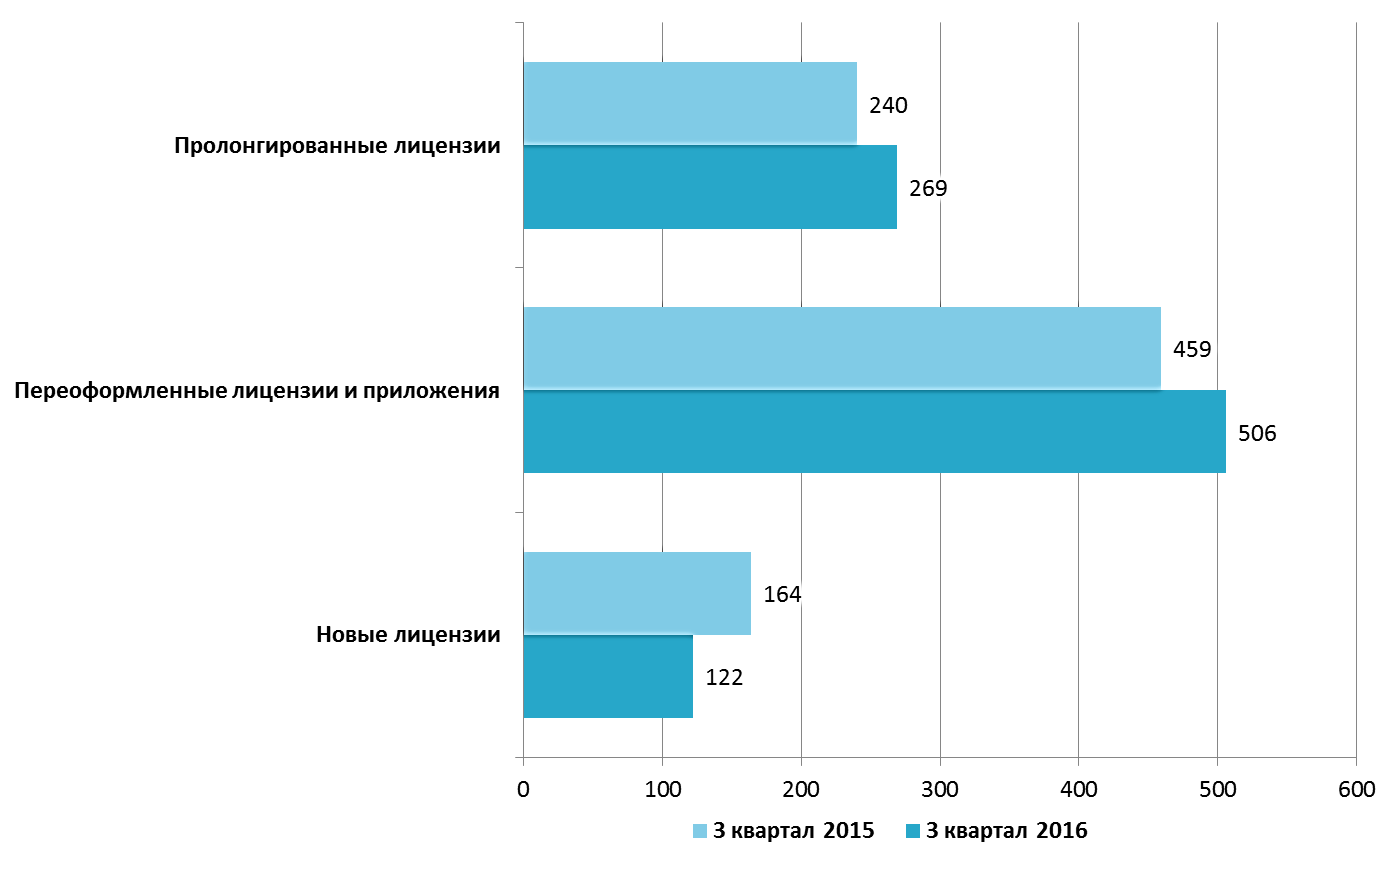 240
Пролонгированные лицензии
269
459
Переоформленные лицензии и приложения
506
164
Новые лицензии
122
0 100 200 300 400 500 600
3 квартал 2015 3 квартал 2016